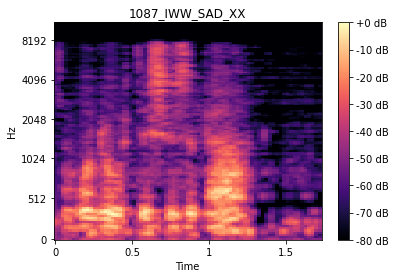 1087_IWW_SAD_XX
+0 dB
8192
-10 dB
4096
-20 dB
-30 dB
2048
Hz
-40 dB
1024
-50 dB
512
-60 dB
-70 dB
0
-80 dB
0 0.5 1 1.5
Time